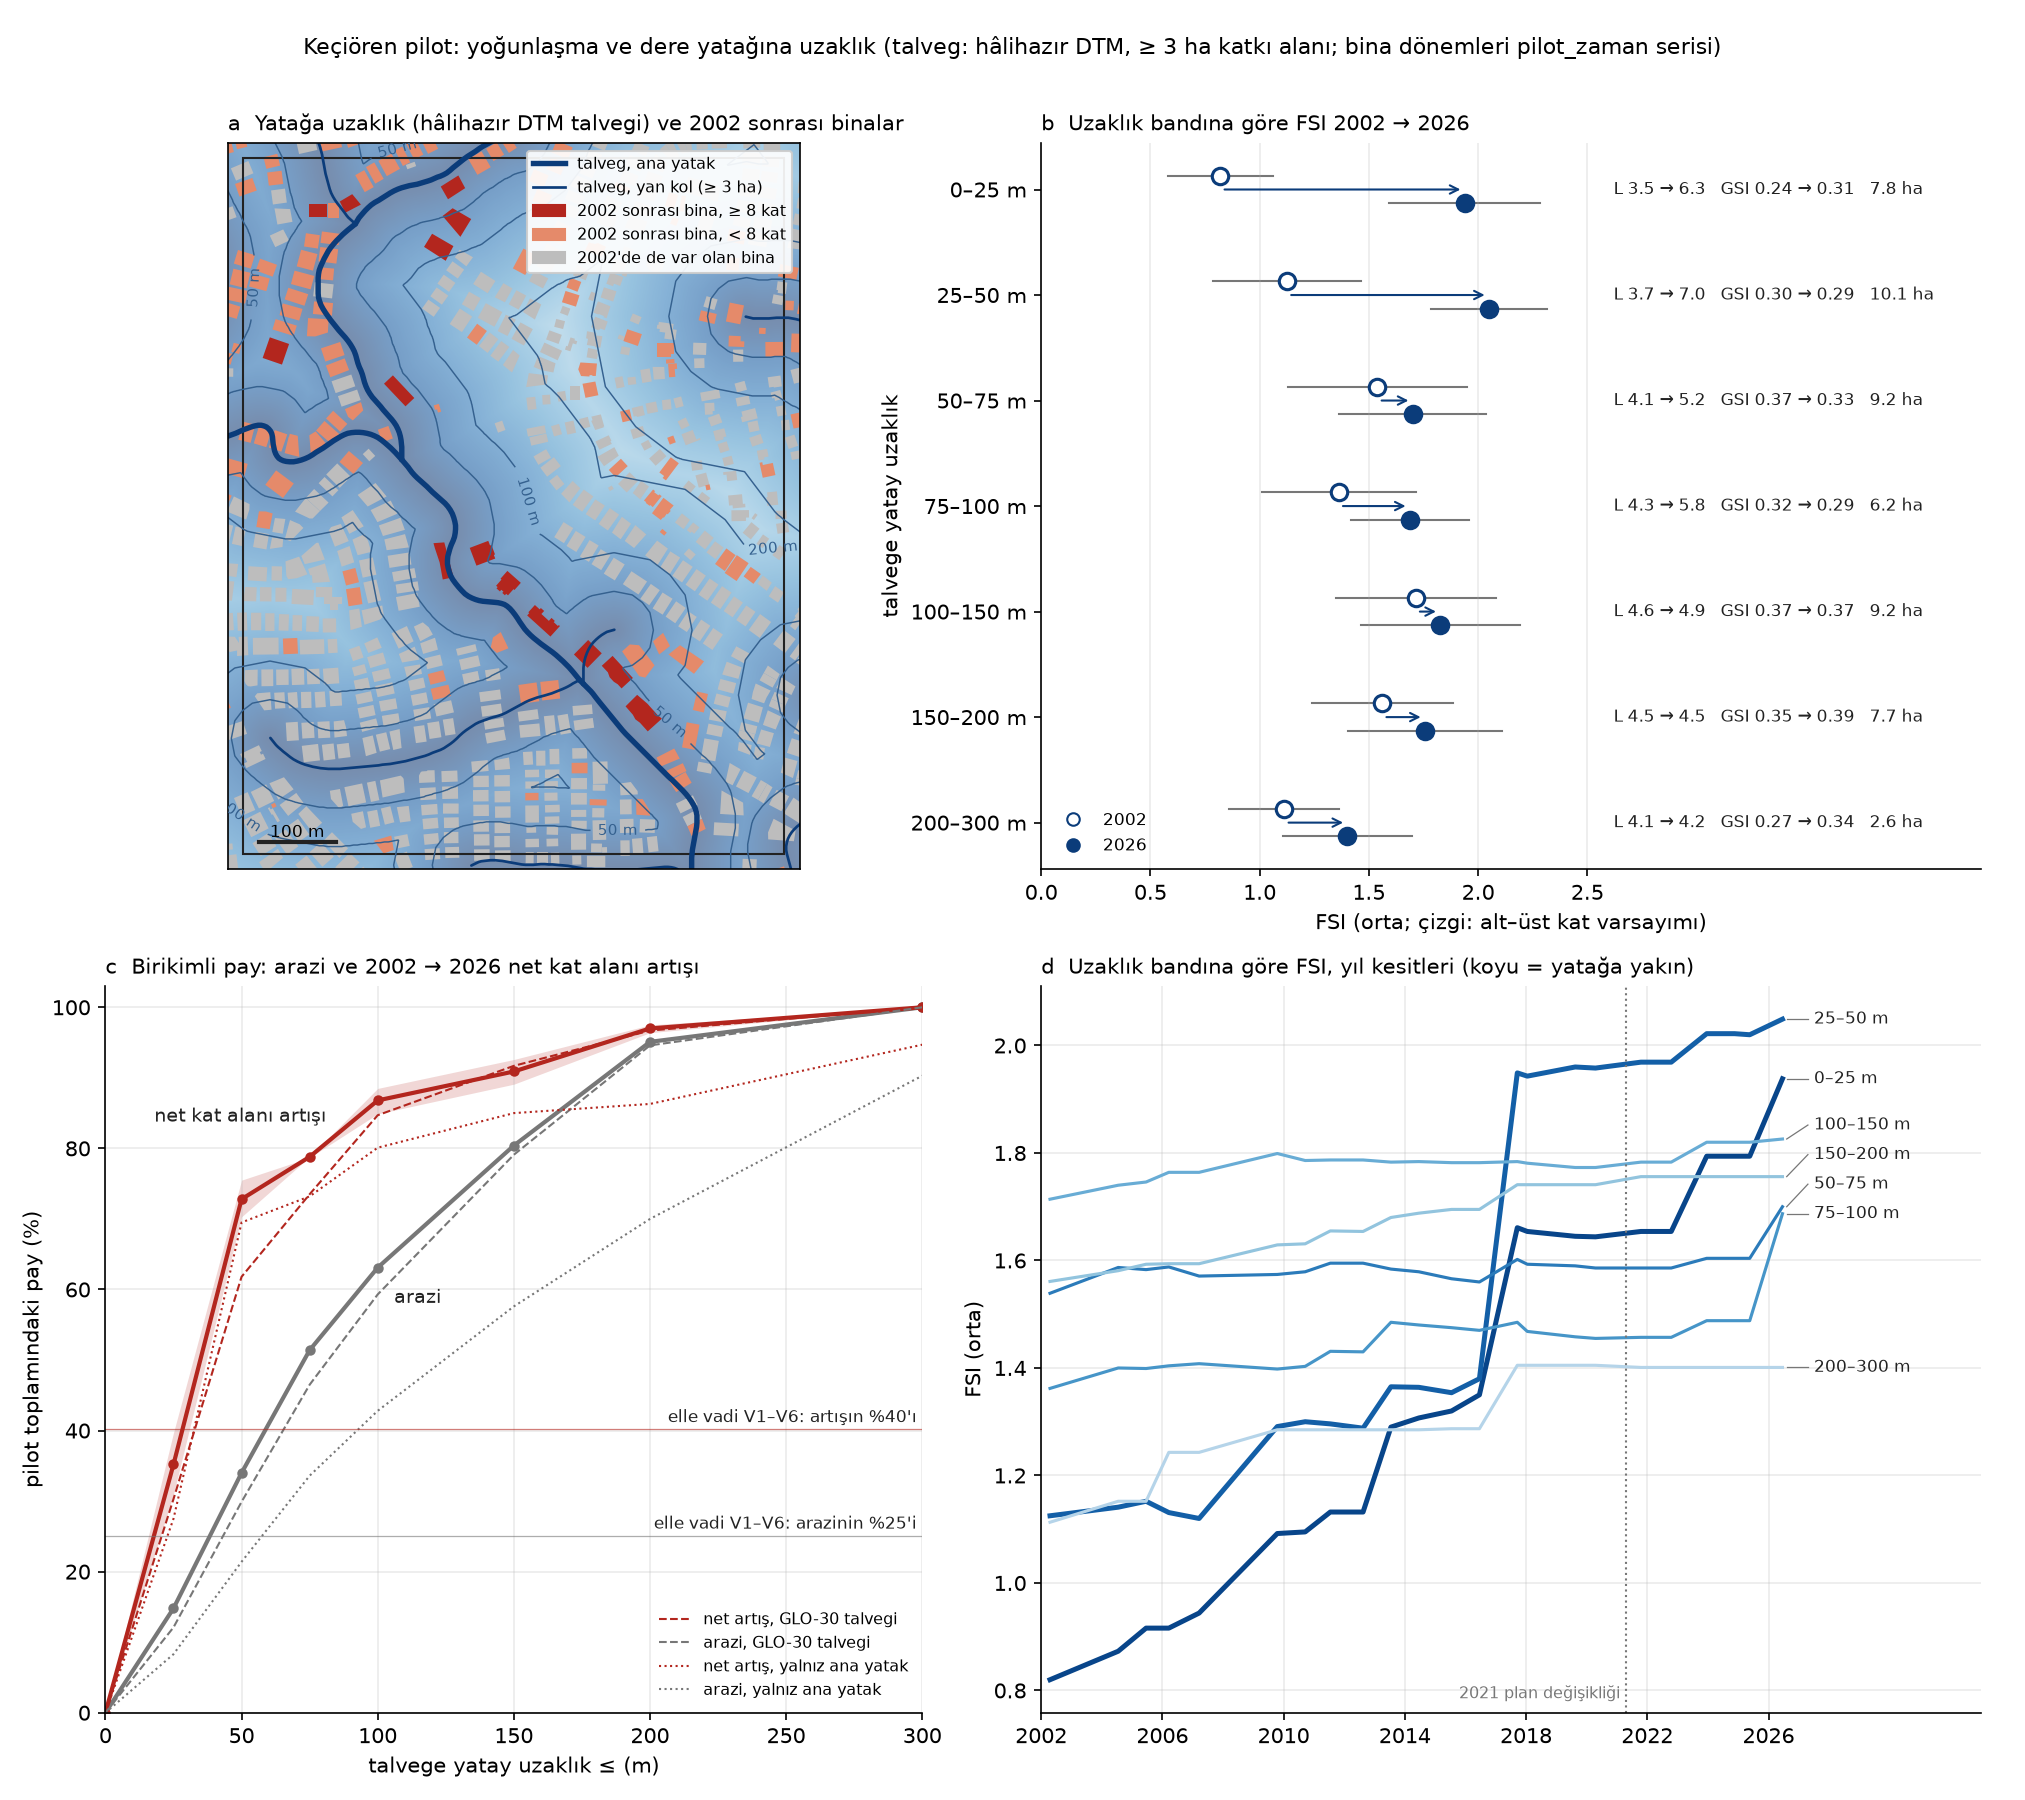 Keçiören pilot: yoğunlaşma ve dere yatağına uzaklık (talveg: hâlihazır DTM, ≥ 3 ha katkı alanı; bina dönemleri pilot_zaman serisi)
a Yatağa uzaklık (hâlihazır DTM talvegi) ve 2002 sonrası binalar
talveg, ana yatak
talveg, yan kol (≥ 3 ha)
2002 sonrası bina, ≥ 8 kat
2002 sonrası bina, < 8 kat
2002'de de var olan bina
50 m
50 m
100 m
200 m
50 m
00 m
50 m
100 m
b Uzaklık bandına göre FSI 2002 → 2026
talvege yatay uzaklık
0–25 m
L 3.5 → 6.3 GSI 0.24 → 0.31 7.8 ha
25–50 m
L 3.7 → 7.0 GSI 0.30 → 0.29 10.1 ha
50–75 m
L 4.1 → 5.2 GSI 0.37 → 0.33 9.2 ha
75–100 m
L 4.3 → 5.8 GSI 0.32 → 0.29 6.2 ha
100–150 m
L 4.6 → 4.9 GSI 0.37 → 0.37 9.2 ha
150–200 m
L 4.5 → 4.5 GSI 0.35 → 0.39 7.7 ha
200–300 m
L 4.1 → 4.2 GSI 0.27 → 0.34 2.6 ha
2002
2026
0.0 0.5 1.0 1.5 2.0 2.5
FSI (orta; çizgi: alt–üst kat varsayımı)
c Birikimli pay: arazi ve 2002 → 2026 net kat alanı artışı
pilot toplamındaki pay (%)
100
80
60
40
20
0
net kat alanı artışı
arazi
elle vadi V1–V6: artışın %40'ı
elle vadi V1–V6: arazinin %25'i
net artış, GLO-30 talvegi
arazi, GLO-30 talvegi
net artış, yalnız ana yatak
arazi, yalnız ana yatak
0 50 100 150 200 250 300
talvege yatay uzaklık ≤ (m)
d Uzaklık bandına göre FSI, yıl kesitleri (koyu = yatağa yakın)
FSI (orta)
2.0
1.8
1.6
1.4
1.2
1.0
0.8
25–50 m
0–25 m
100–150 m
150–200 m
50–75 m
75–100 m
200–300 m
2021 plan değişikliği
2002 2006 2010 2014 2018 2022 2026